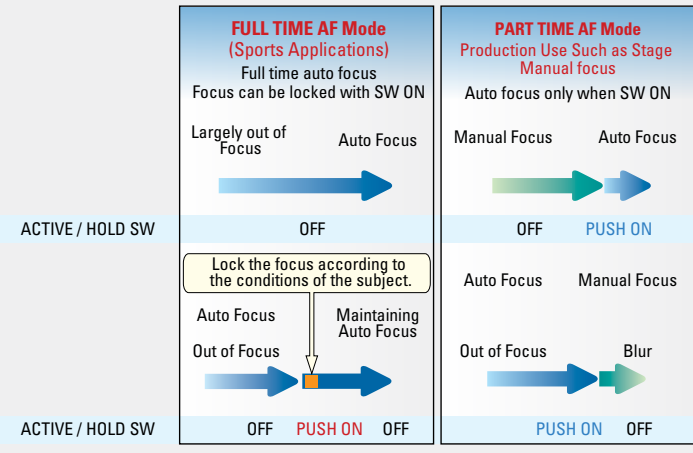 FULL TIME AF Mode
(Sports Applications)
Full time auto focus
Focus can be locked with SW ON
Largely out of
Focus
Auto Focus
ACTIVE / HOLD SW
OFF
Lock the focus according to
the conditions of the subject.
Auto Focus
Maintaining
Auto Focus
Out of Focus
ACTIVE / HOLD SW
OFF PUSH ON OFF
PART TIME AF Mode
Production Use Such as Stage
Manual focus
Auto focus only when SW ON
Manual Focus
Auto Focus
OFF PUSH ON
Auto Focus
Manual Focus
Out of Focus
Blur
PUSH ON OFF